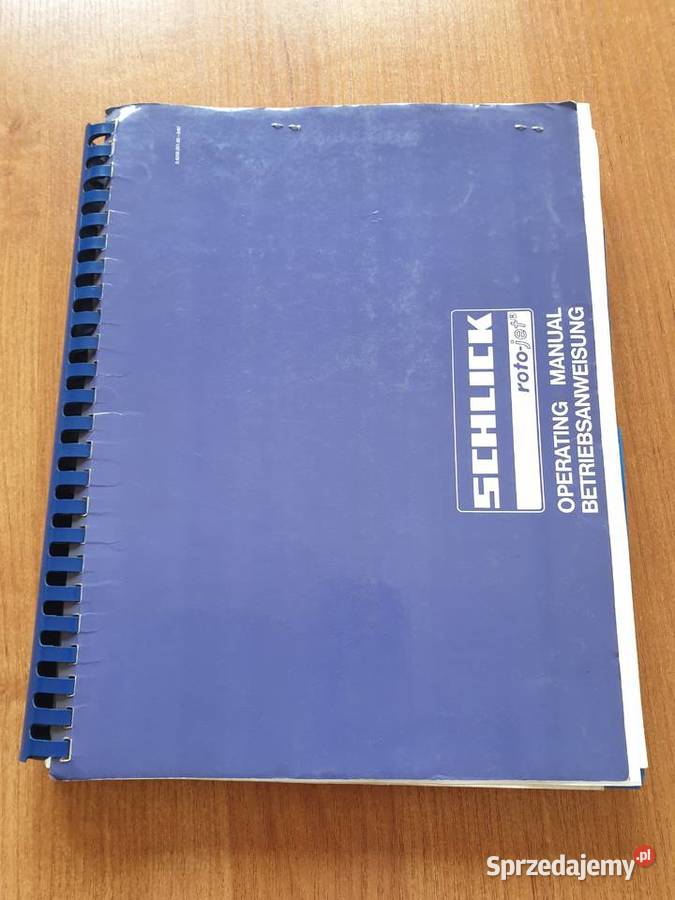 SCHLICK
roto-jet®
OPERATING MANUAL
BETRIEBSANWEISUNG
Sprzedajemy.pl